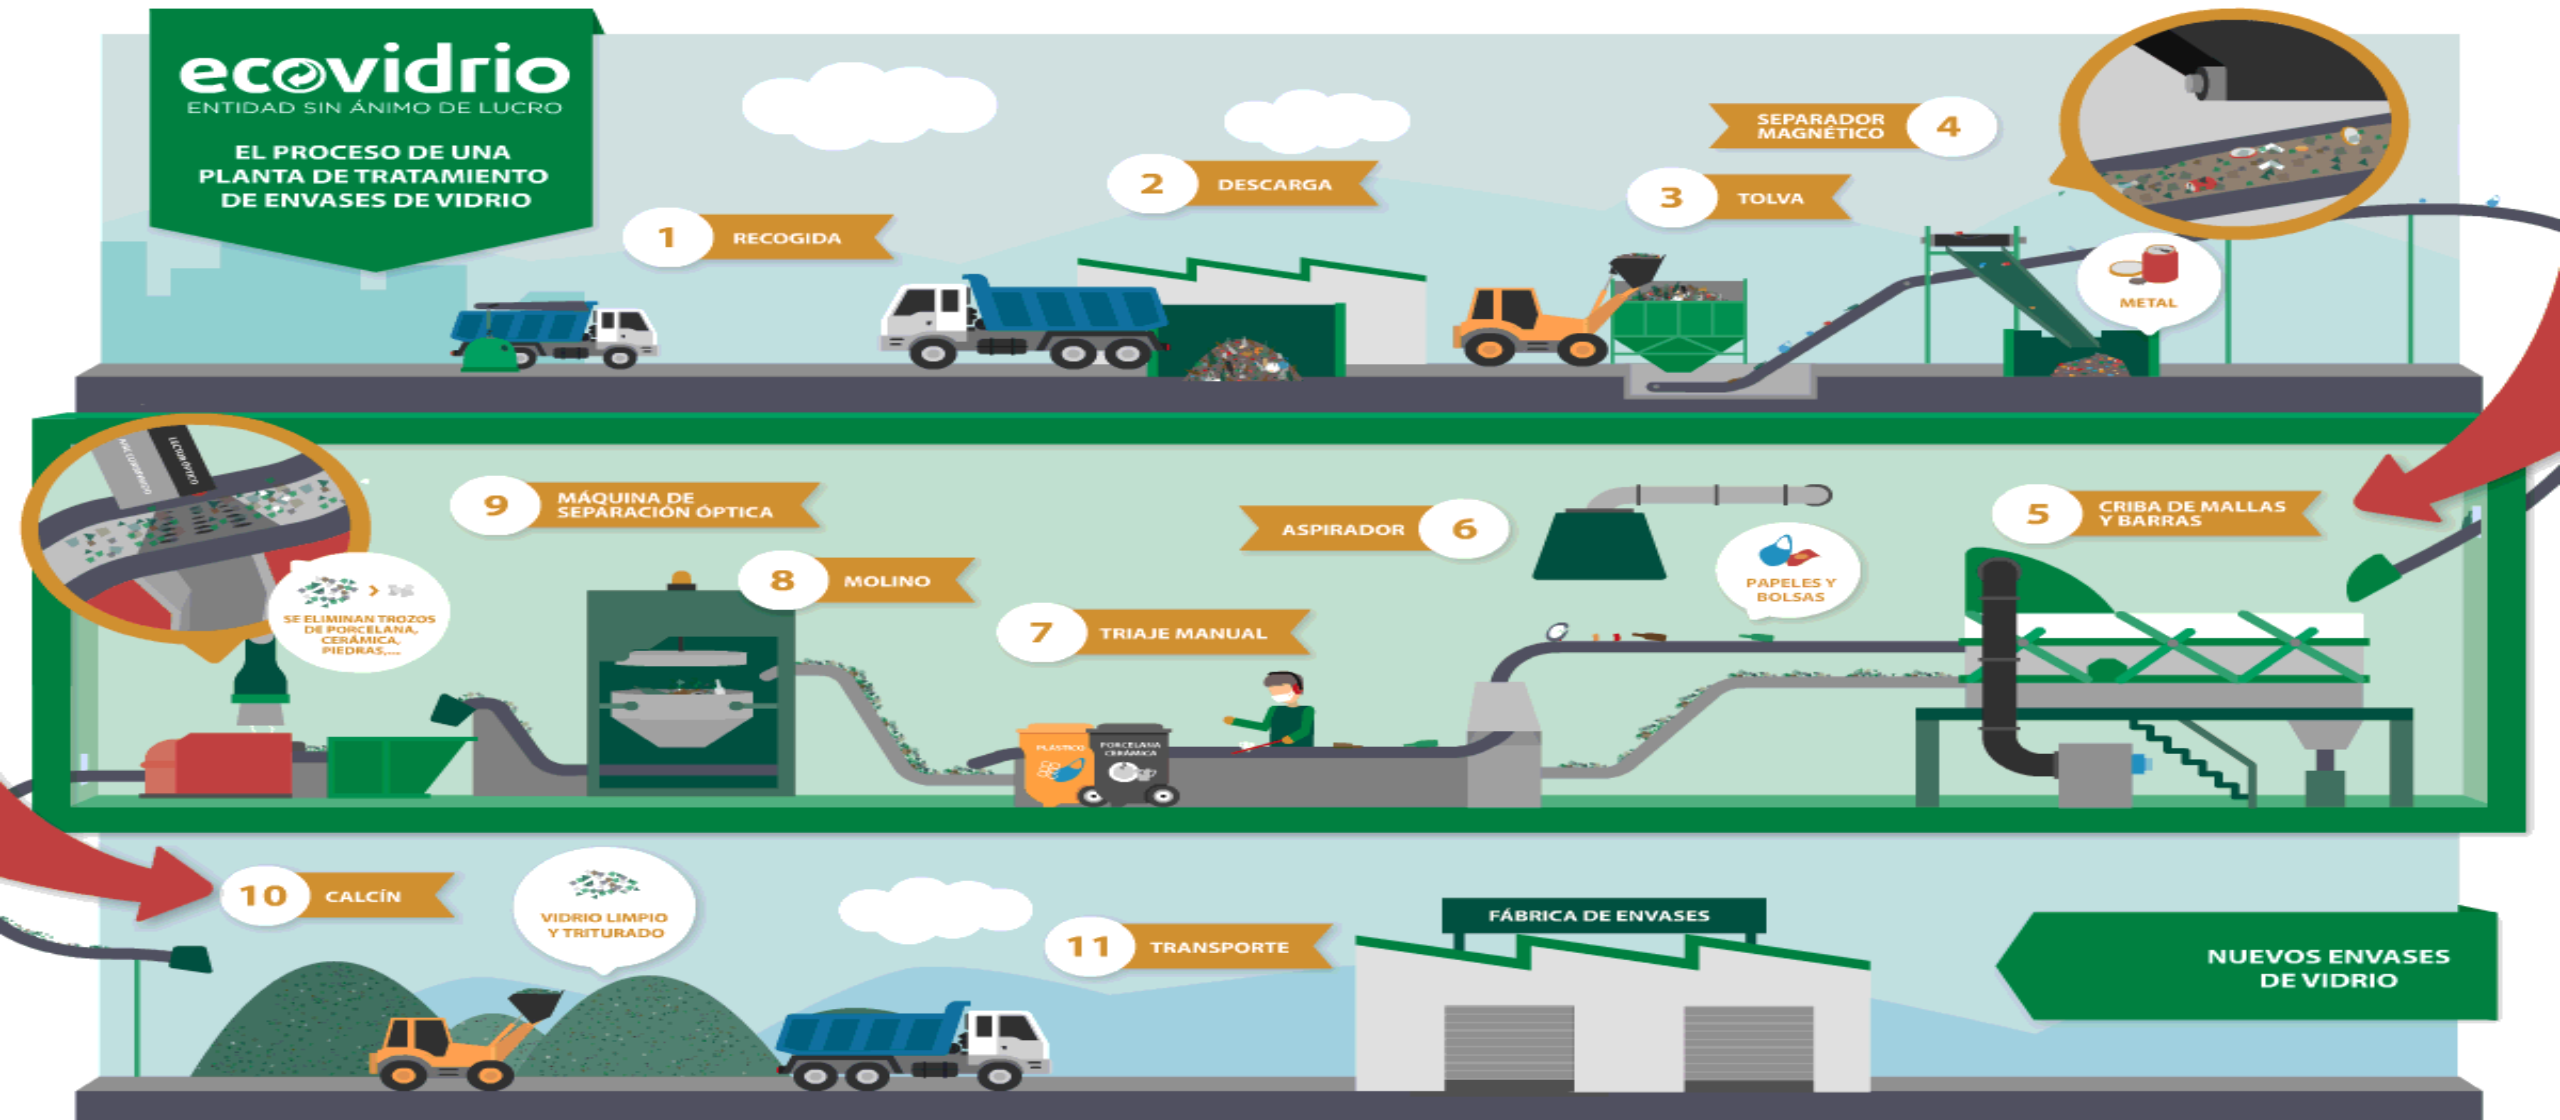 ecovidrio
ENTIDAD SIN ÁNIMO DE LUCRO
EL PROCESO DE UNA
PLANTA DE TRATAMIENTO
DE ENVASES DE VIDRIO
1 RECOGIDA
2 DESCARGA
3 TOLVA
SEPARADOR
MAGNÉTICO
4
METAL
5
CRIBA DE MALLAS
Y BARRAS
ASPIRADOR 6
PAPELES Y
BOLSAS
7 TRIAJE MANUAL
PLÁSTICO
PORCELANA
CERÁMICA
8 MOLINO
9
MÁQUINA DE
SEPARACIÓN ÓPTICA
LECTOR ÓPTICO
SE ELIMINAN TROZOS
DE PORCELANA,
CERÁMICA,
PIEDRAS,...
10 CALCÍN
VIDRIO LIMPIO
Y TRITURADO
11 TRANSPORTE
FÁBRICA DE ENVASES
NUEVOS ENVASES
DE VIDRIO